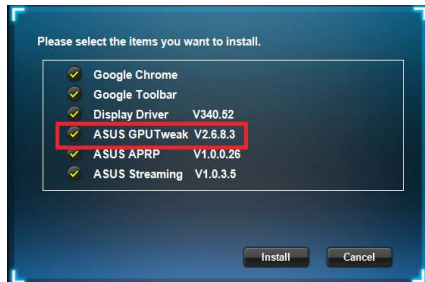 Please select the items you want to install.
Google Chrome
Google Toolbar
Display Driver V340.52
ASUS GPUTweak V2.6.8.3
ASUS APRP V1.0.0.26
ASUS Streaming V1.0.3.5
Install Cancel